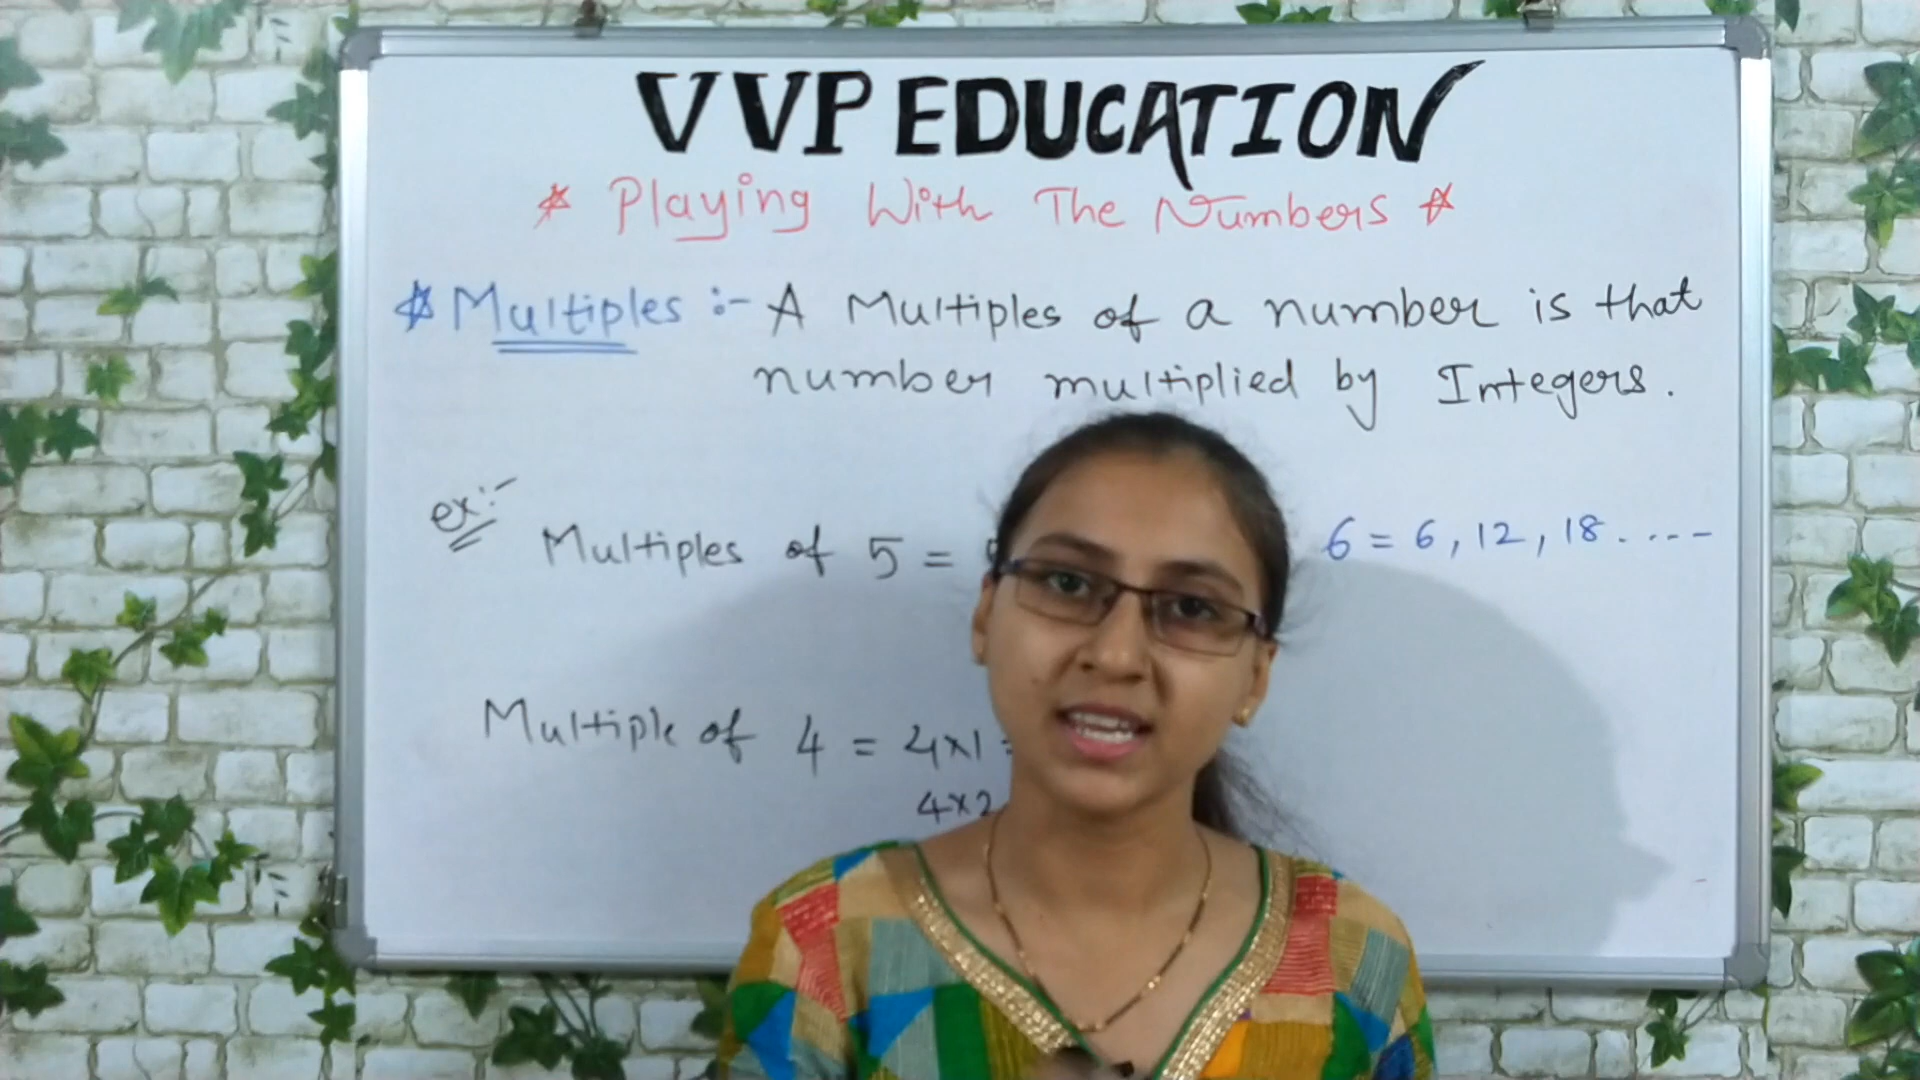 VVP EDUCATION
* Playing With The Numbers *
* Multiples :- A Multiples of a number is that
number multiplied by Integers.
ex:-
Multiples of 5 = 6 = 6, 12, 18.....
Multiple of 4 = 4x1 =
4x2